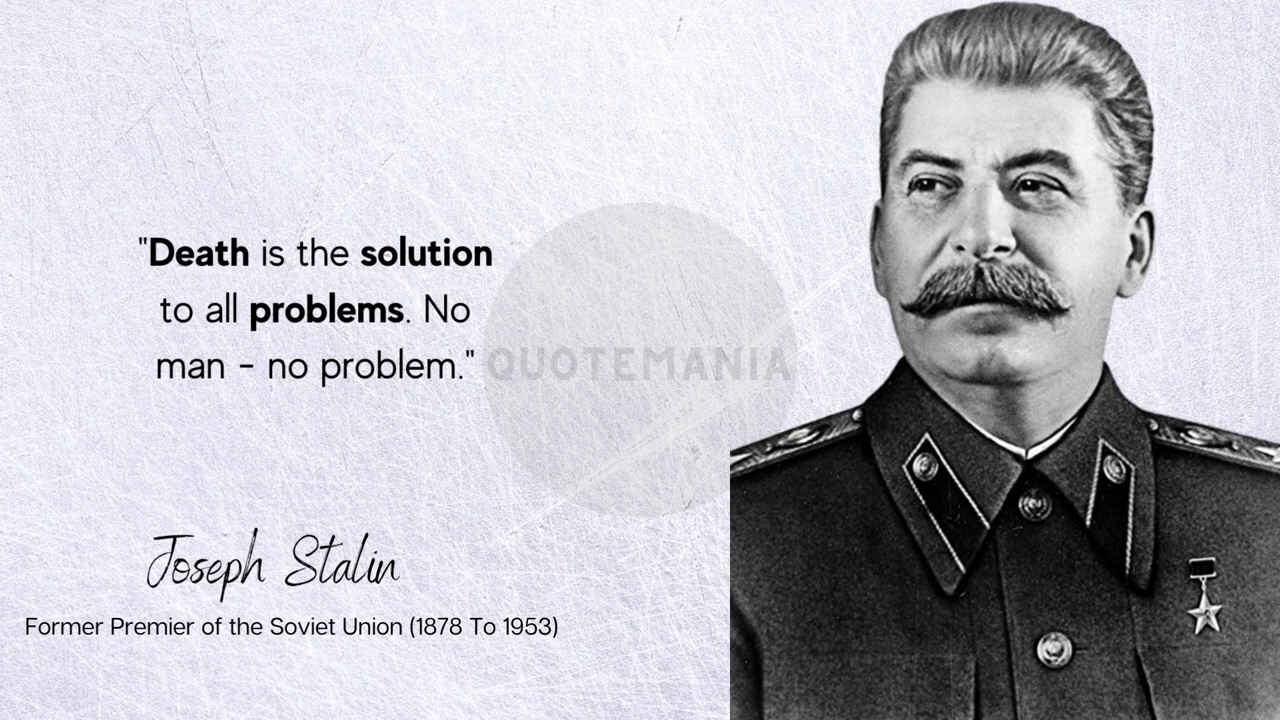 "Death is the solution
to all problems. No
man - no problem."
QUOTEMANIA
Joseph Stalin
Former Premier of the Soviet Union (1878 To 1953)